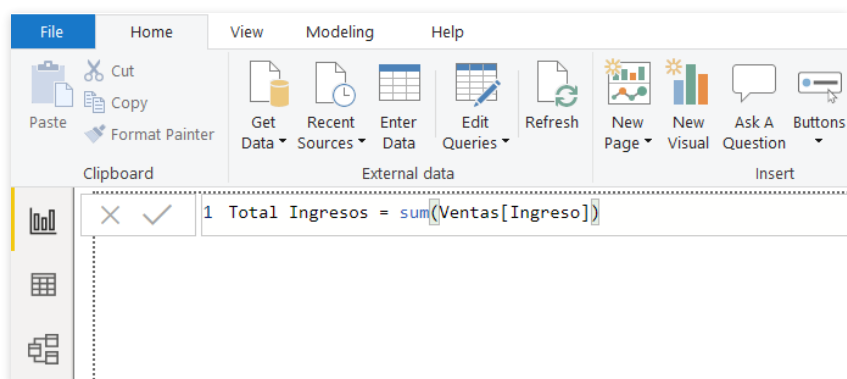 File Home View Modeling Help
Cut
Copy
Format Painter
Paste
Clipboard
Get Data
Recent Sources
Enter Data
Edit Queries
Refresh
External data
New Page
New Visual
Ask A Question
Buttons
Insert
1 Total Ingresos = sum(Ventas[Ingreso])